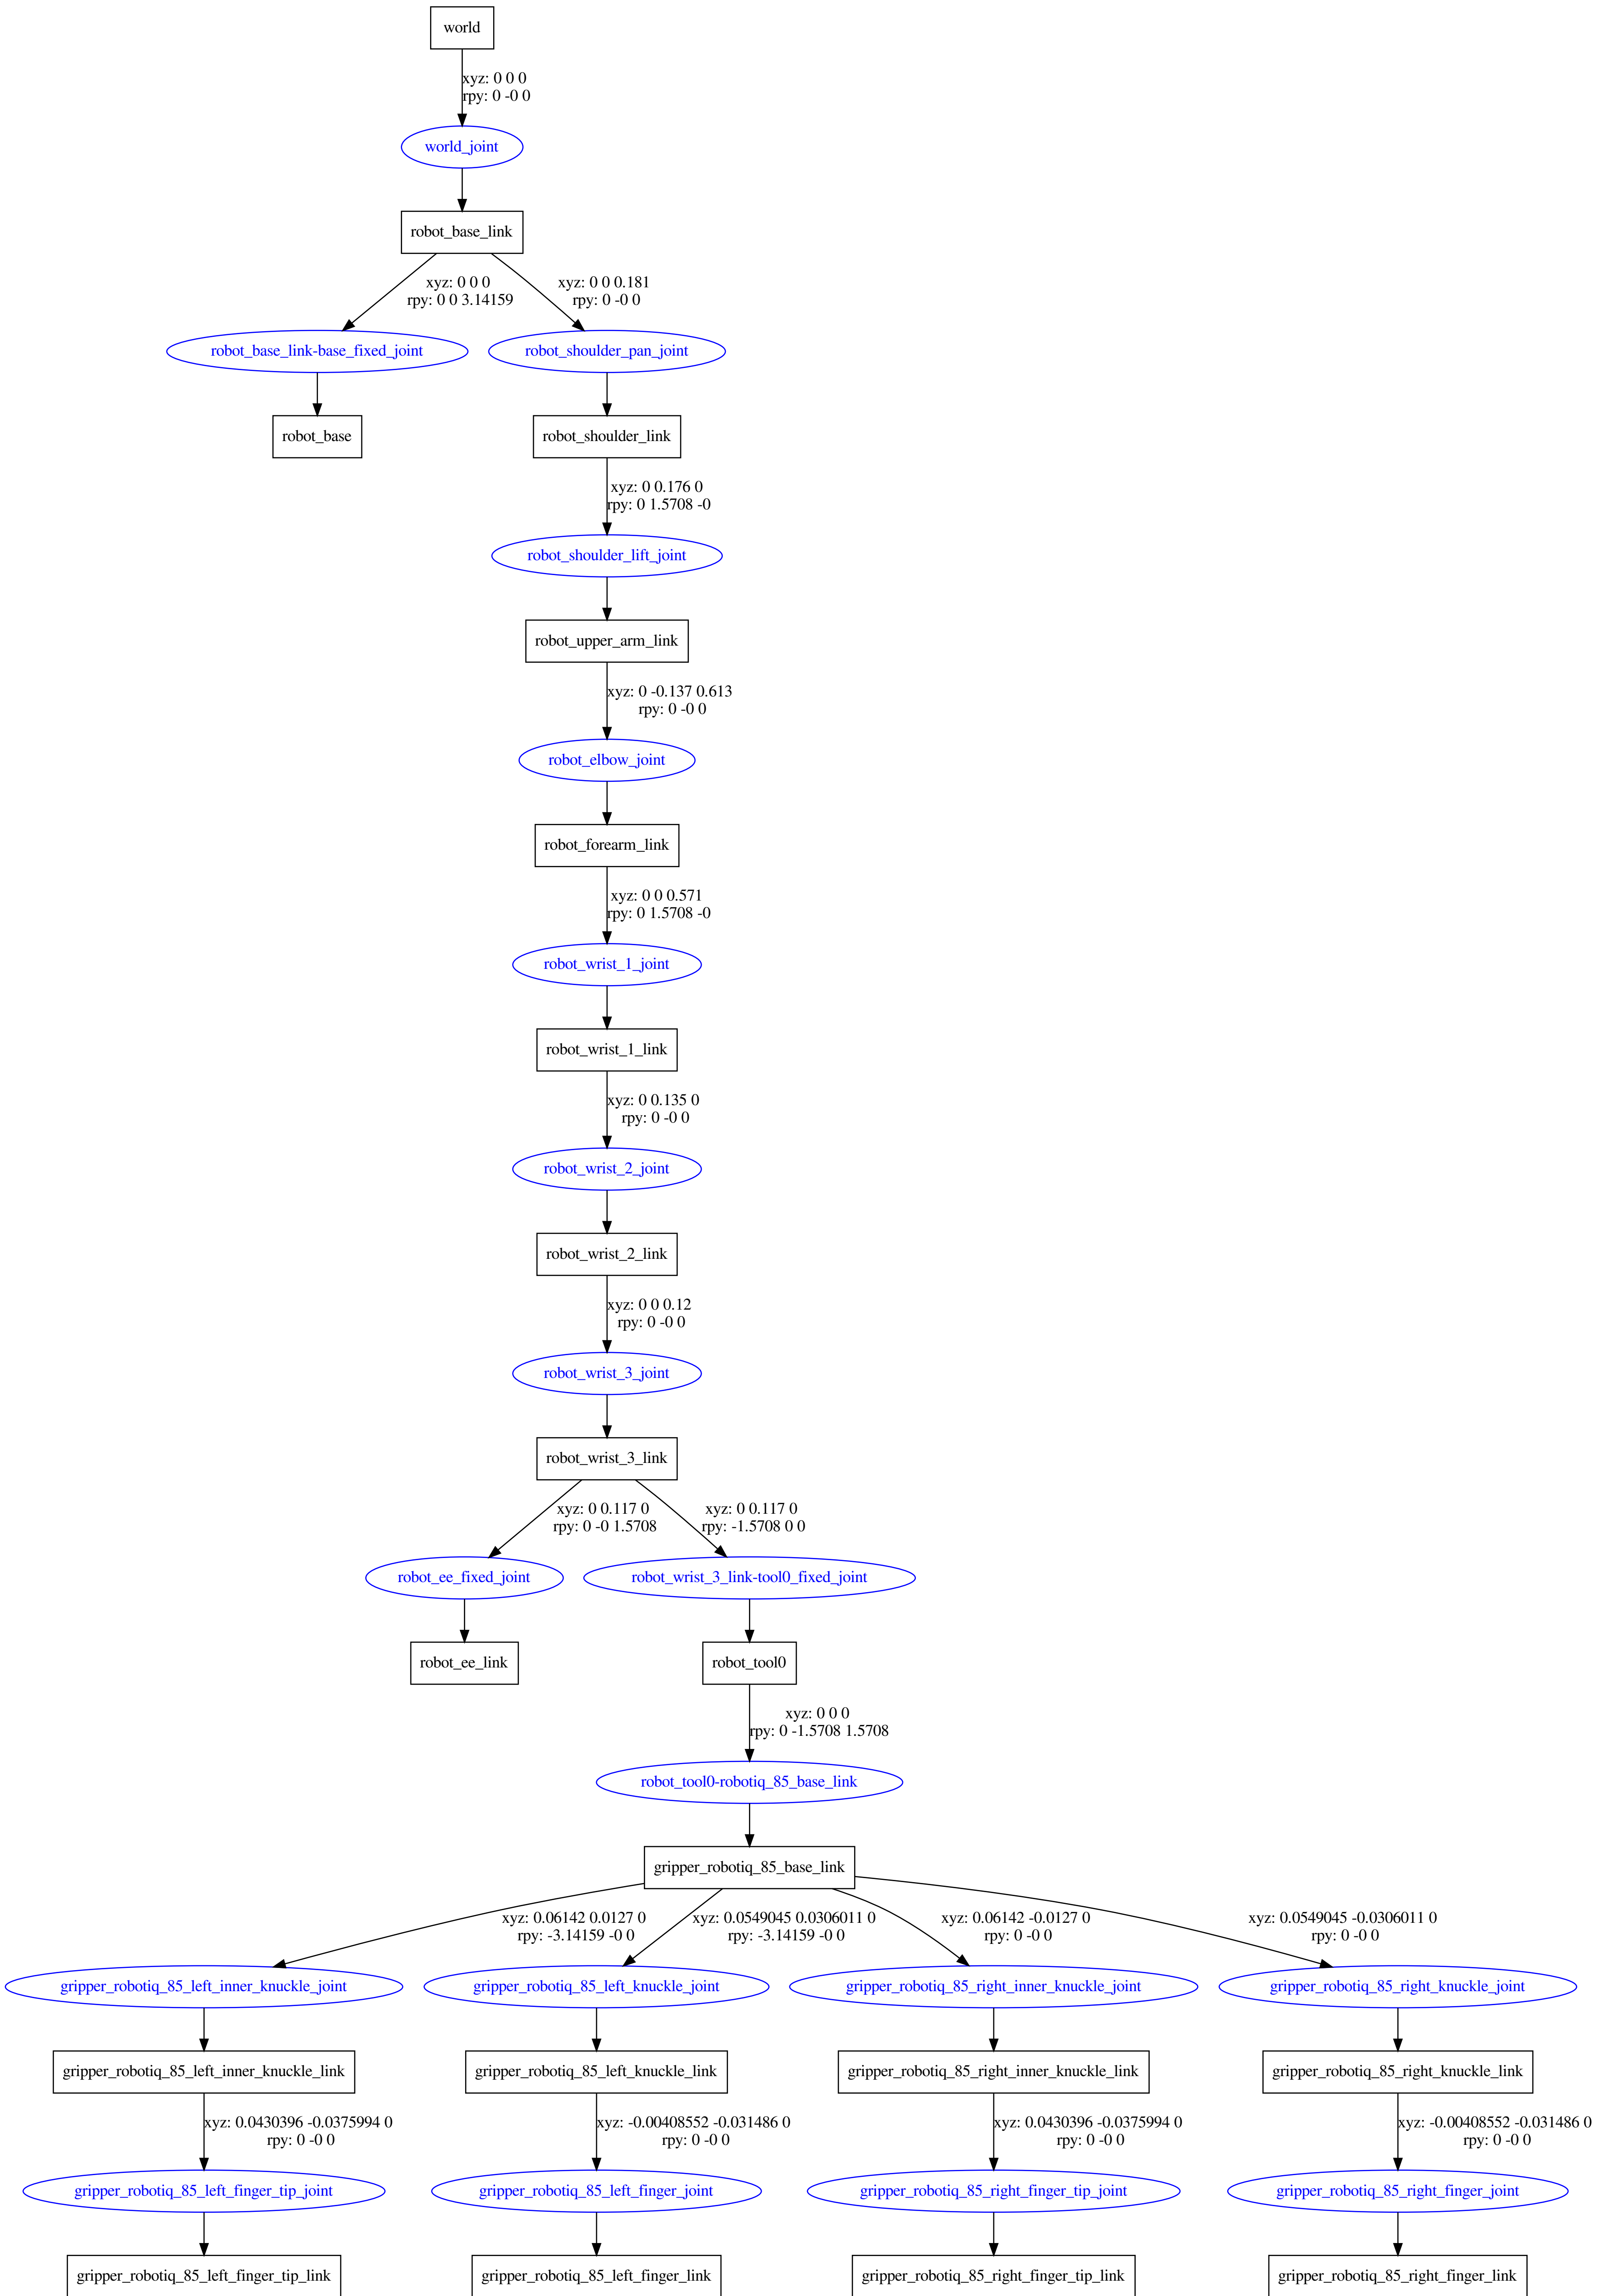 world
xyz: 0 0 0
rpy: 0 -0 0
world_joint
robot_base_link
xyz: 0 0 0
rpy: 0 0 3.14159
xyz: 0 0 0.181
rpy: 0 -0 0
robot_base_link-base_fixed_joint
robot_shoulder_pan_joint
robot_base
robot_shoulder_link
xyz: 0 0.176 0
rpy: 0 1.5708 -0
robot_shoulder_lift_joint
robot_upper_arm_link
xyz: 0 -0.137 0.613
rpy: 0 -0 0
robot_elbow_joint
robot_forearm_link
xyz: 0 0 0.571
rpy: 0 1.5708 -0
robot_wrist_1_joint
robot_wrist_1_link
xyz: 0 0.135 0
rpy: 0 -0 0
robot_wrist_2_joint
robot_wrist_2_link
xyz: 0 0 0.12
rpy: 0 -0 0
robot_wrist_3_joint
robot_wrist_3_link
xyz: 0 0.117 0
rpy: 0 -0 1.5708
xyz: 0 0.117 0
rpy: -1.5708 0 0
robot_ee_fixed_joint
robot_wrist_3_link-tool0_fixed_joint
robot_ee_link
robot_tool0
xyz: 0 0 0
rpy: 0 -1.5708 1.5708
robot_tool0-robotiq_85_base_link
gripper_robotiq_85_base_link
xyz: 0.06142 0.0127 0
rpy: -3.14159 -0 0
xyz: 0.0549045 0.0306011 0
rpy: -3.14159 -0 0
xyz: 0.06142 -0.0127 0
rpy: 0 -0 0
xyz: 0.0549045 -0.0306011 0
rpy: 0 -0 0
gripper_robotiq_85_left_inner_knuckle_joint
gripper_robotiq_85_left_knuckle_joint
gripper_robotiq_85_right_inner_knuckle_joint
gripper_robotiq_85_right_knuckle_joint
gripper_robotiq_85_left_inner_knuckle_link
gripper_robotiq_85_left_knuckle_link
gripper_robotiq_85_right_inner_knuckle_link
gripper_robotiq_85_right_knuckle_link
xyz: 0.0430396 -0.0375994 0
rpy: 0 -0 0
xyz: -0.00408552 -0.031486 0
rpy: 0 -0 0
xyz: 0.0430396 -0.0375994 0
rpy: 0 -0 0
xyz: -0.00408552 -0.031486 0
rpy: 0 -0 0
gripper_robotiq_85_left_finger_tip_joint
gripper_robotiq_85_left_finger_joint
gripper_robotiq_85_right_finger_tip_joint
gripper_robotiq_85_right_finger_joint
gripper_robotiq_85_left_finger_tip_link
gripper_robotiq_85_left_finger_link
gripper_robotiq_85_right_finger_tip_link
gripper_robotiq_85_right_finger_link